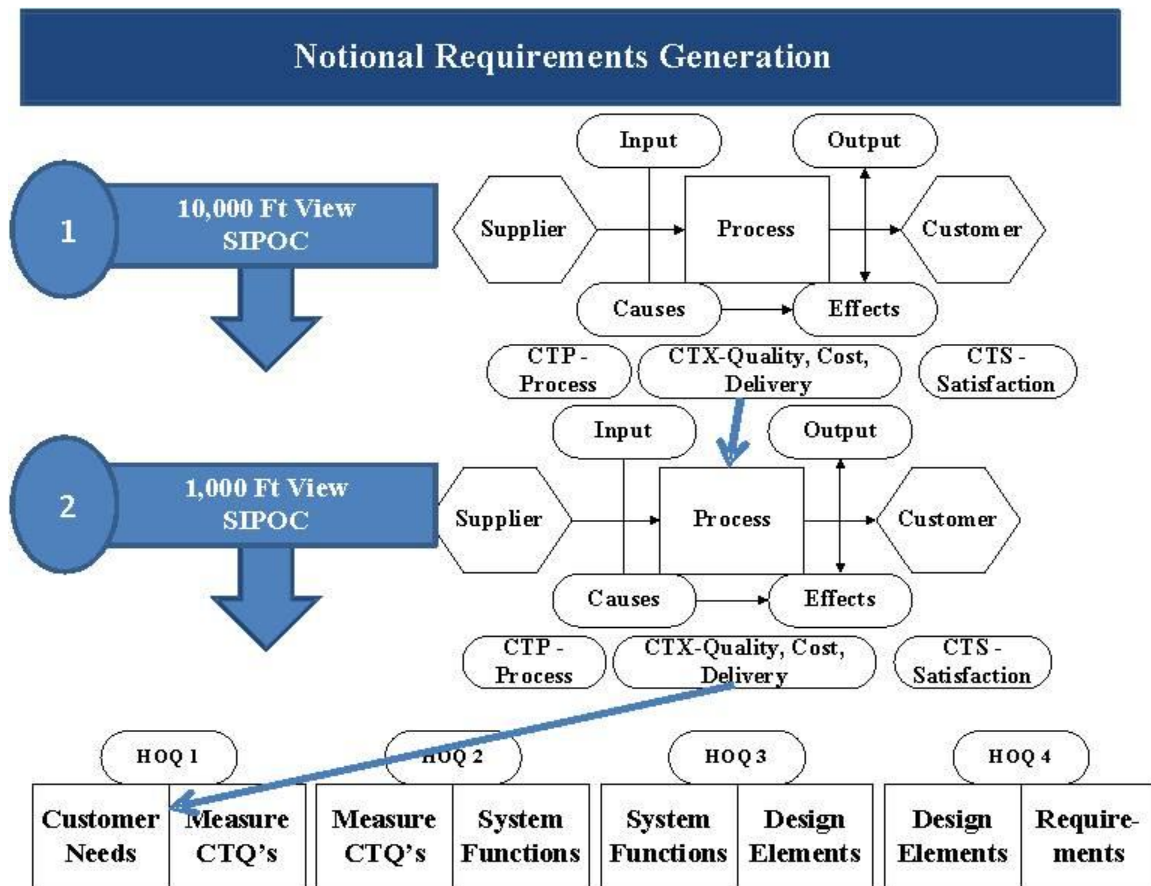 Notional Requirements Generation
Input
Output
1
10,000 Ft View
SIPOC
Supplier
Process
Customer
Causes
Effects
CTP -
Process
CTX-Quality, Cost,
Delivery
CTS -
Satisfaction
Input
Output
2
1,000 Ft View
SIPOC
Supplier
Process
Customer
Causes
Effects
CTP -
Process
CTX-Quality, Cost,
Delivery
CTS -
Satisfaction
HOQ 1
HOQ 2
HOQ 3
HOQ 4
Customer
Needs
Measure
CTQ's
Measure
CTQ's
System
Functions
System
Functions
Design
Elements
Design
Elements
Require-
ments